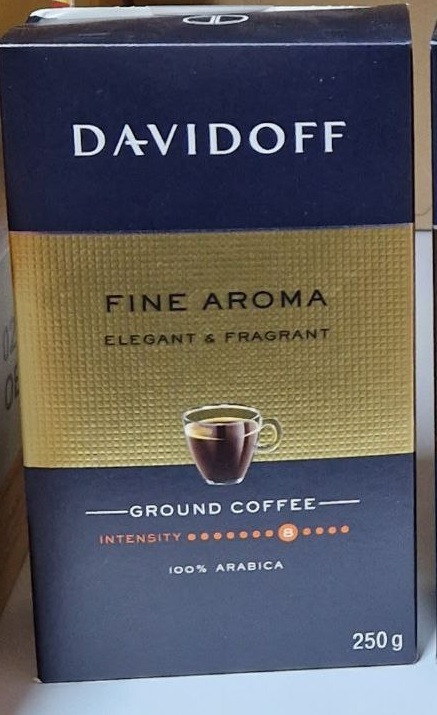 DAVIDOFF
FINE AROMA
ELEGANT & FRAGRANT
GROUND COFFEE
INTENSITY 8
100% ARABICA
250 g